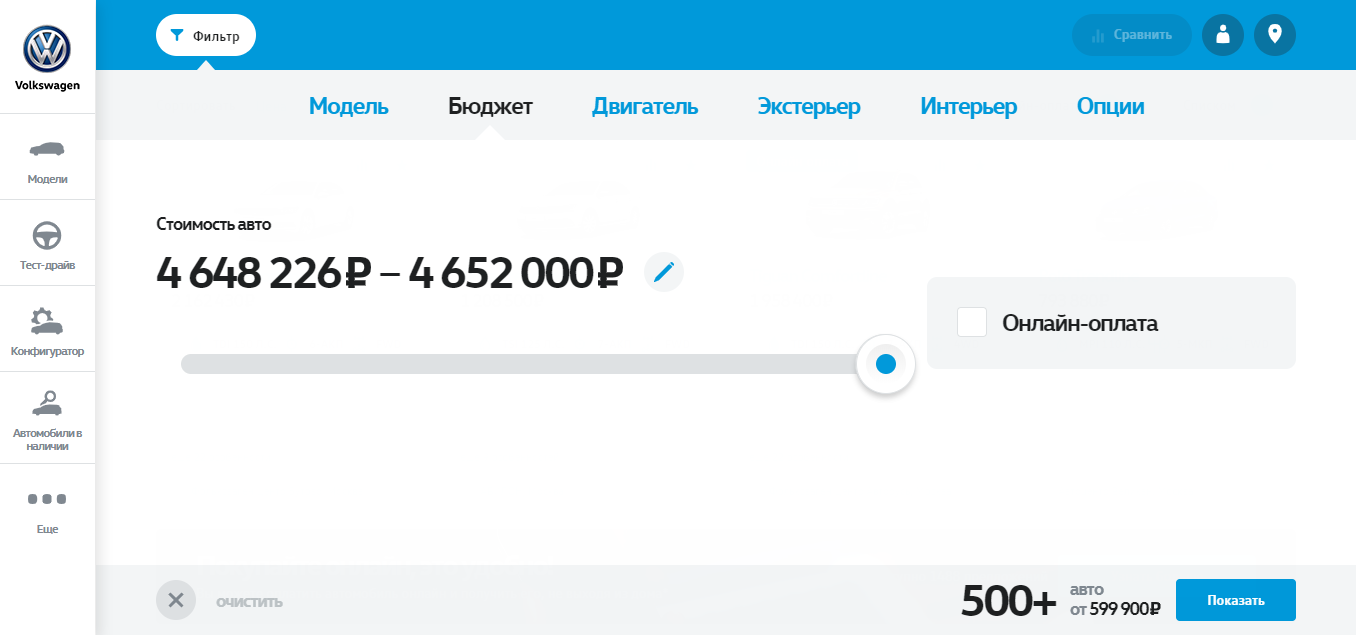 Volkswagen
Модели
Тест-драйв
Конфигуратор
Автомобили в
наличии
Еще
Фильтр
Сравнить
Модель
Бюджет
Двигатель
Экстерьер
Интерьер
Опции
Стоимость авто
4 648 226₽ – 4 652 000₽
Онлайн-оплата
очистить
500+
авто
от 599 900₽
Показать